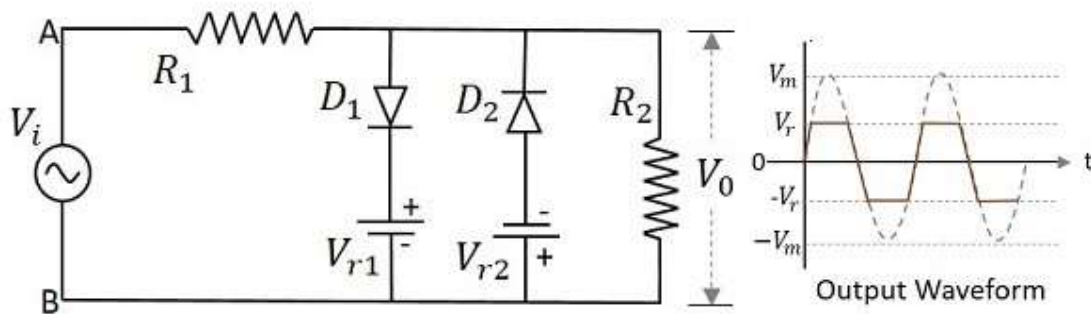 A
R₁
D₁
D₂
R₂
Vᵢ
V₀
+
-
Vᵣ₁
-
+
Vᵣ₂
B
Vₘ
Vᵣ
0
t
-Vᵣ
−Vₘ
Output Waveform